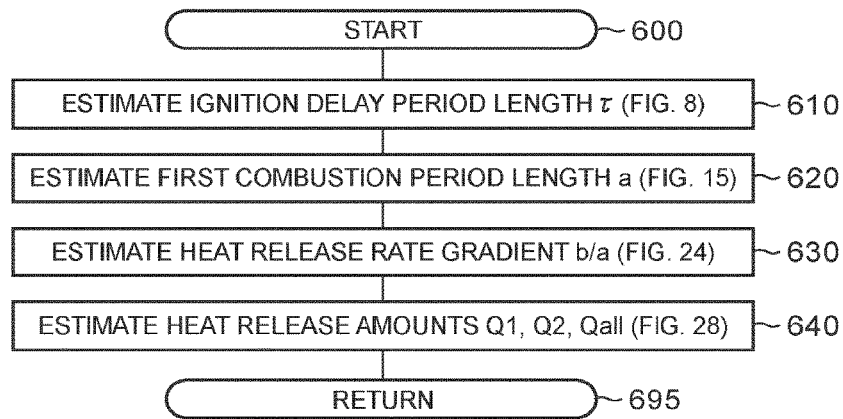 START ~ 600
ESTIMATE IGNITION DELAY PERIOD LENGTH τ (FIG. 8) ~ 610
ESTIMATE FIRST COMBUSTION PERIOD LENGTH a (FIG. 15) ~ 620
ESTIMATE HEAT RELEASE RATE GRADIENT b/a (FIG. 24) ~ 630
ESTIMATE HEAT RELEASE AMOUNTS Q1, Q2, Qall (FIG. 28) ~ 640
RETURN ~ 695